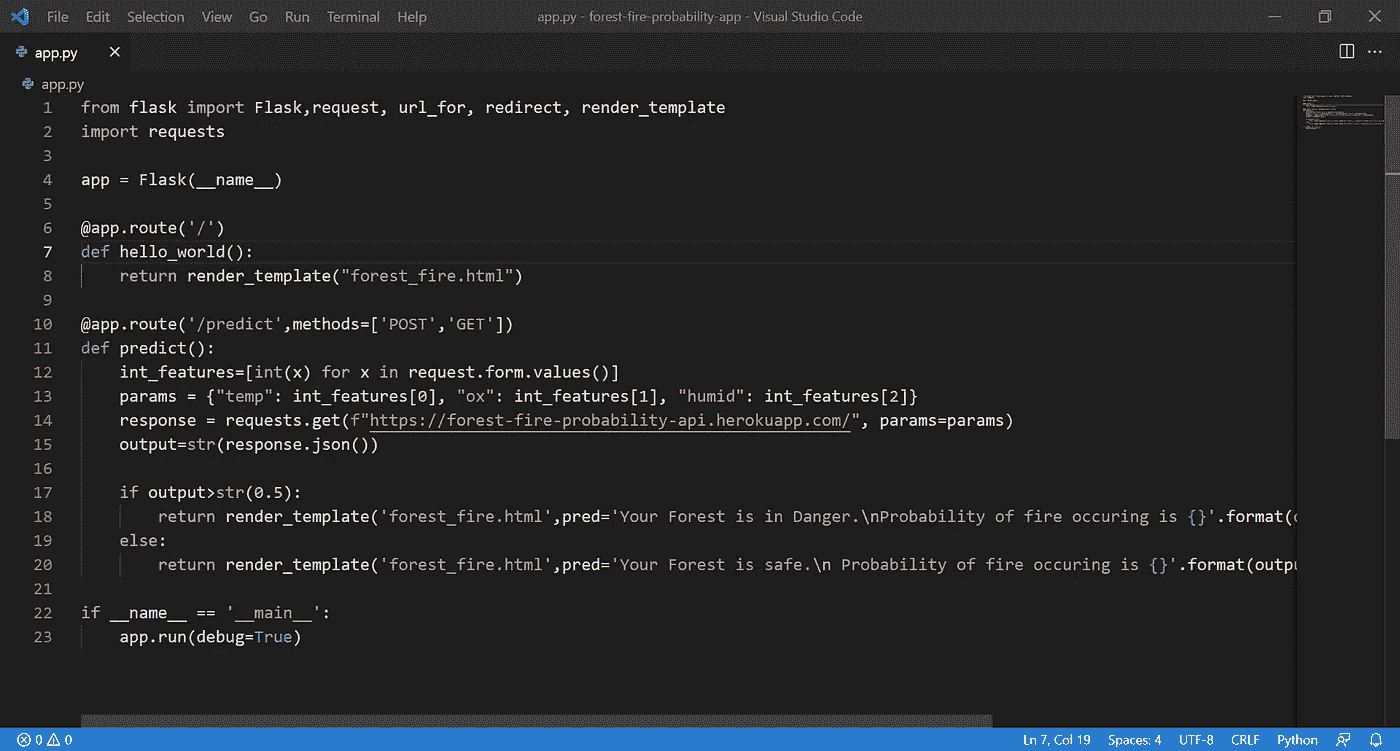 File Edit Selection View Go Run Terminal Help app.py - forest-fire-probability-app - Visual Studio Code
app.py
app.py
1 from flask import Flask,request, url_for, redirect, render_template
2 import requests
3
4 app = Flask(__name__)
5
6 @app.route('/')
7 def hello_world():
8     return render_template("forest_fire.html")
9
10 @app.route('/predict',methods=['POST','GET'])
11 def predict():
12     int_features=[int(x) for x in request.form.values()]
13     params = {"temp": int_features[0], "ox": int_features[1], "humid": int_features[2]}
14     response = requests.get(f"https://forest-fire-probability-api.herokuapp.com/", params=params)
15     output=str(response.json())
16
17     if output>str(0.5):
18         return render_template('forest_fire.html',pred='Your Forest is in Danger.\nProbability of fire occuring is {}'.format(
19     else:
20         return render_template('forest_fire.html',pred='Your Forest is safe.\n Probability of fire occuring is {}'.format(outpu
21
22 if __name__ == '__main__':
23     app.run(debug=True)
0 0 Ln 7, Col 19 Spaces: 4 UTF-8 CRLF Python